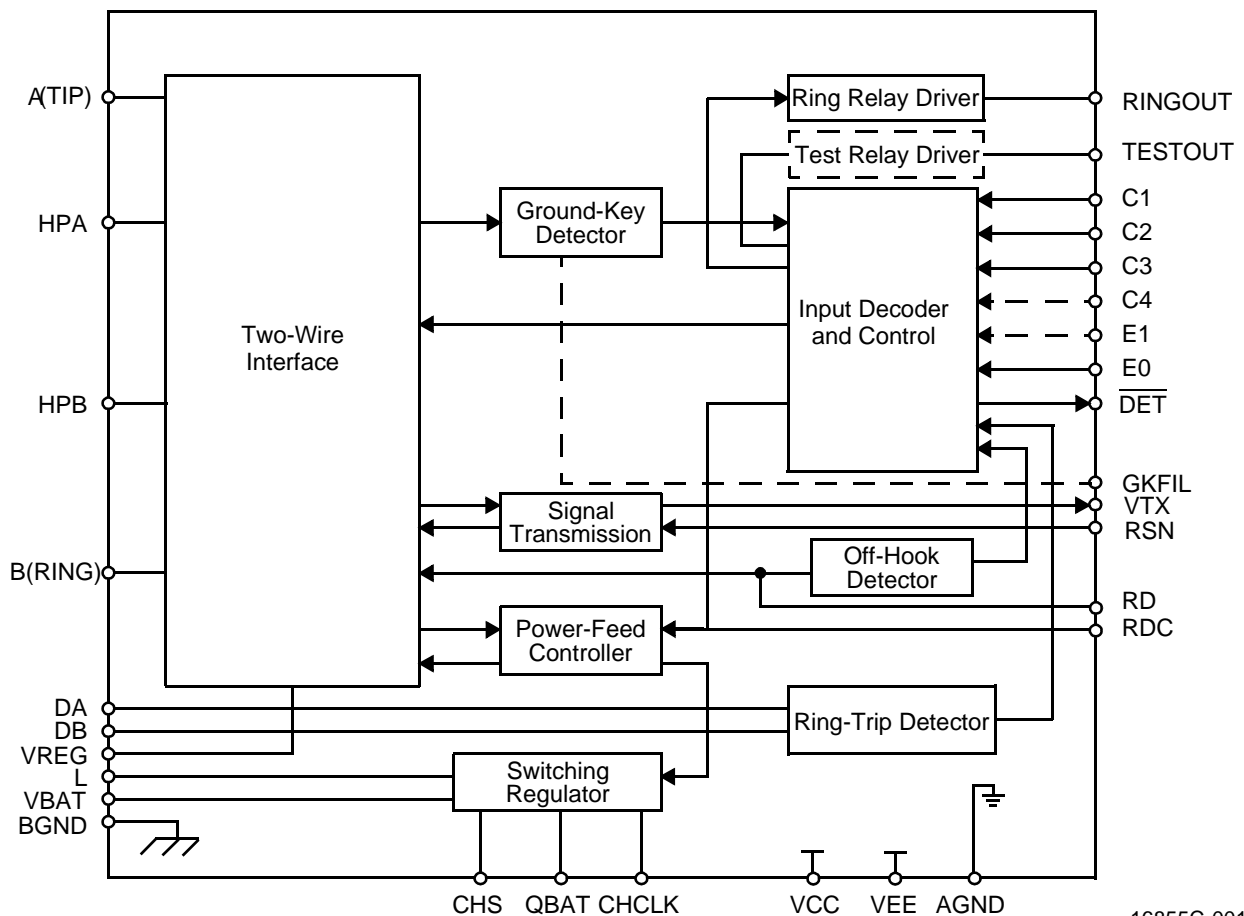 A(TIP)
HPA
HPB
B(RING)
DA
DB
VREG
L
VBAT
BGND
Two-Wire
Interface
Ground-Key
Detector
Signal
Transmission
Power-Feed
Controller
Switching
Regulator
Ring Relay Driver
Test Relay Driver
Input Decoder
and Control
Off-Hook
Detector
Ring-Trip Detector
RINGOUT
TESTOUT
C1
C2
C3
C4
E1
E0
DET
GKFIL
VTX
RSN
RD
RDC
CHS
QBAT
CHCLK
VCC
VEE
AGND